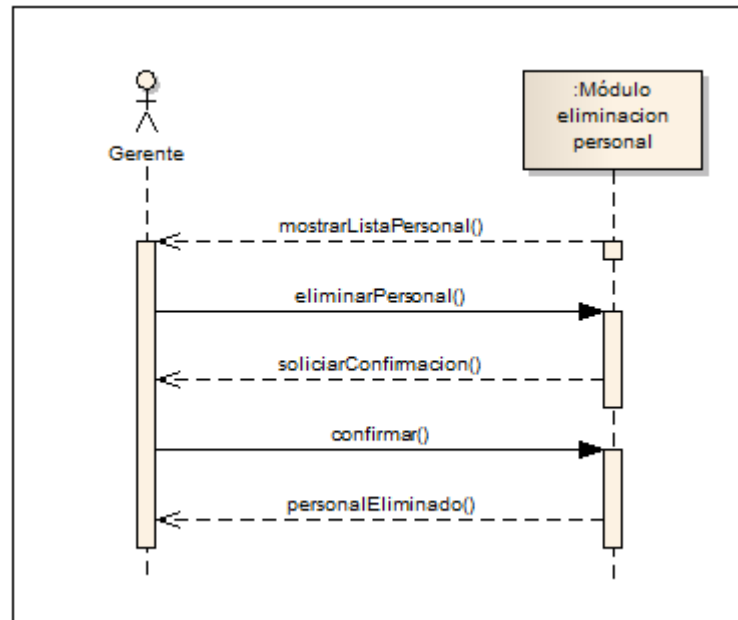 Gerente
:Módulo
eliminacion
personal
mostrarListaPersonal()
eliminarPersonal()
soliciarConfirmacion()
confirmar()
personalEliminado()